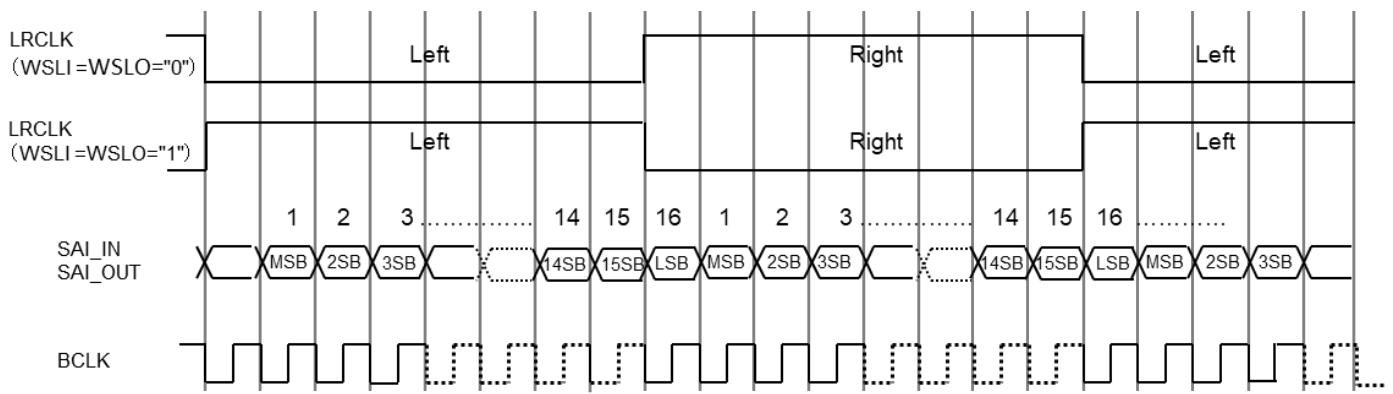 LRCLK
（WSLI =WSLO="0"）
Left Right Left
LRCLK
（WSLI =WSLO="1"）
Left Right Left
1 2 3 .................. 14 15 16 1 2 3 .................. 14 15 16 ..............
SAI_IN
SAI_OUT
MSB 2SB 3SB 14SB 15SB LSB MSB 2SB 3SB 14SB 15SB LSB MSB 2SB 3SB
BCLK